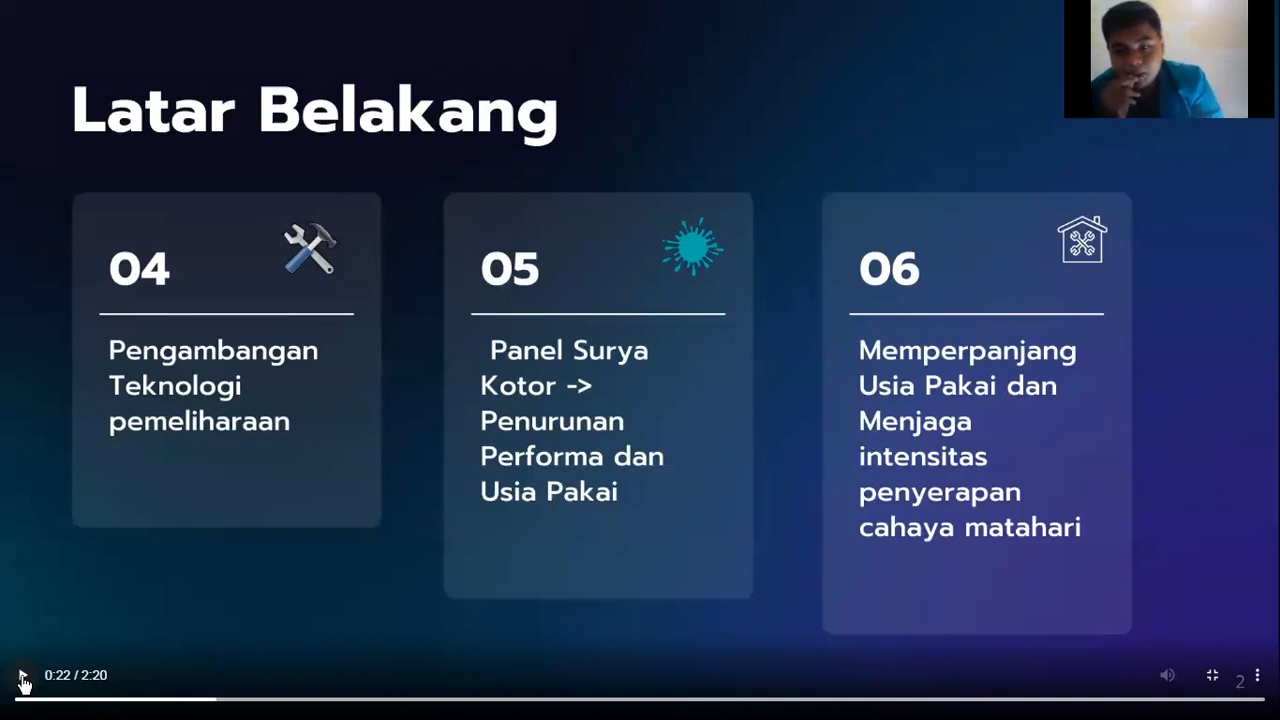 Latar Belakang
04
Pengambangan
Teknologi
pemeliharaan
05
Panel Surya
Kotor ->
Penurunan
Performa dan
Usia Pakai
06
Memperpanjang
Usia Pakai dan
Menjaga
intensitas
penyerapan
cahaya matahari
0:22 / 2:20
2